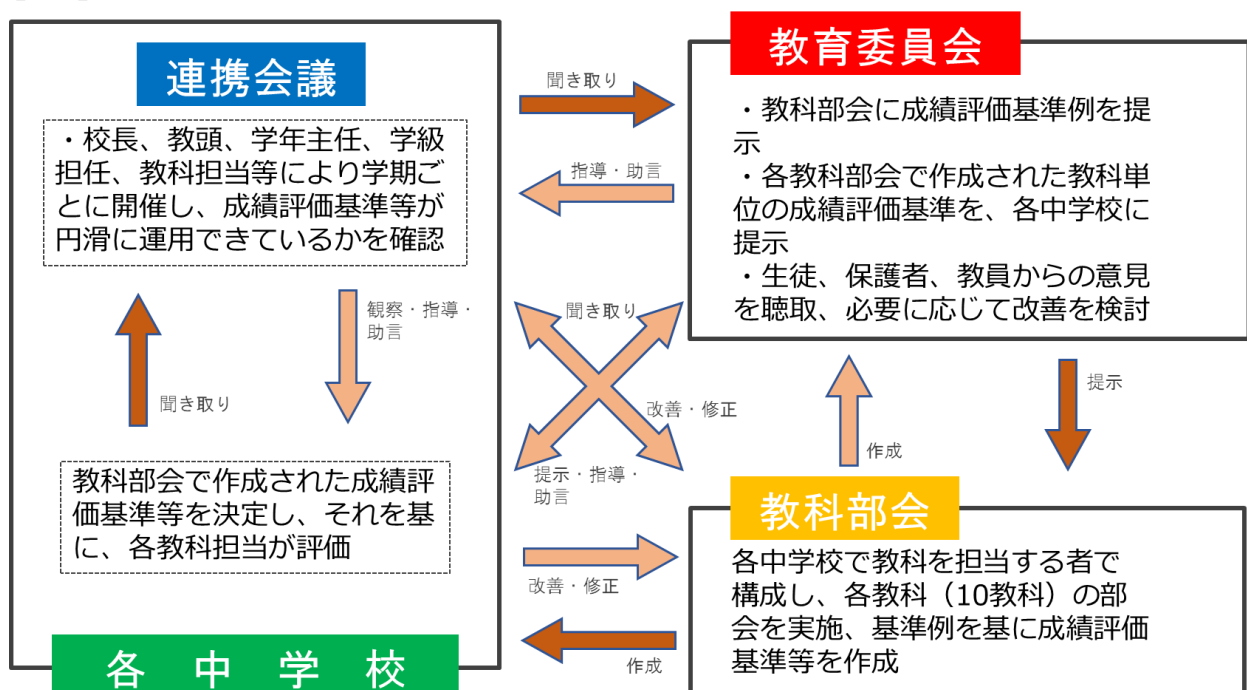 連携会議
・校長、教頭、学年主任、学級
担任、教科担当等により学期ご
とに開催し、成績評価基準等が
円滑に運用できているかを確認
観察・指導・
助言
聞き取り
教科部会で作成された成績評
価基準等を決定し、それを基
に、各教科担当が評価
各中学校
聞き取り
指導・助言
聞き取り
改善・修正
提示・指導・
助言
改善・修正
作成
教育委員会
・教科部会に成績評価基準例を提
示
・各教科部会で作成された教科単
位の成績評価基準を、各中学校に
提示
・生徒、保護者、教員からの意見
を聴取、必要に応じて改善を検討
提示
作成
教科部会
各中学校で教科を担当する者で
構成し、各教科（10教科）の部
会を実施、基準例を基に成績評価
基準等を作成